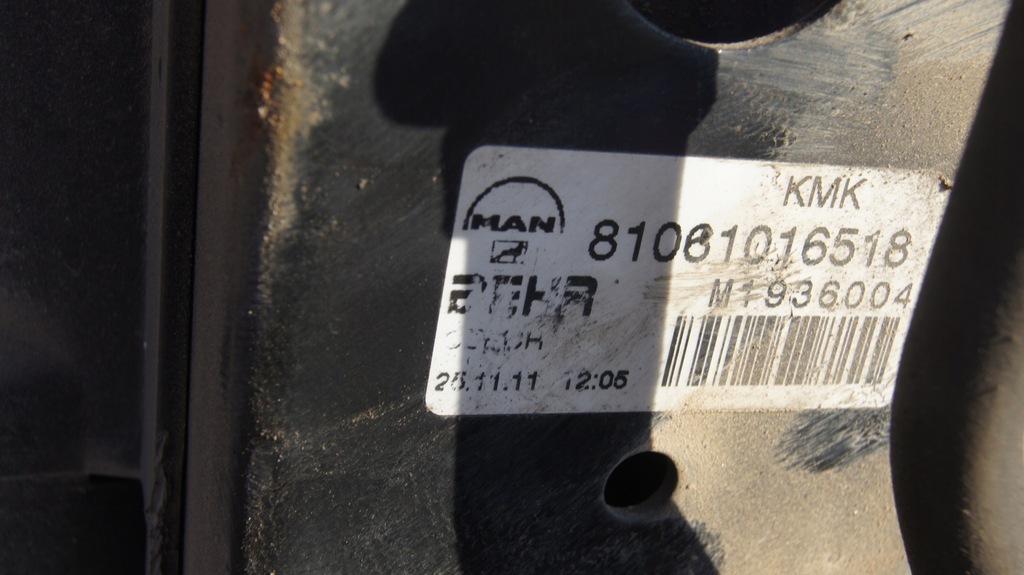 KMK
MAN
81061016518
BEHR
M1936004
25.11.11 12:05